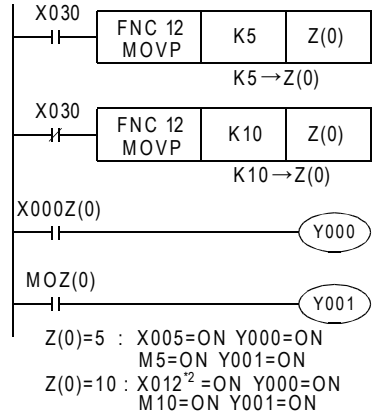 X030
FNC 12
MOVP
K5
Z(0)
K5→Z(0)
X030
FNC 12
MOVP
K10
Z(0)
K10→Z(0)
X000Z(0)
Y000
MOZ(0)
Y001
Z(0)=5 : X005=ON Y000=ON
M5=ON Y001=ON
Z(0)=10 : X012*2 =ON Y000=ON
M10=ON Y001=ON